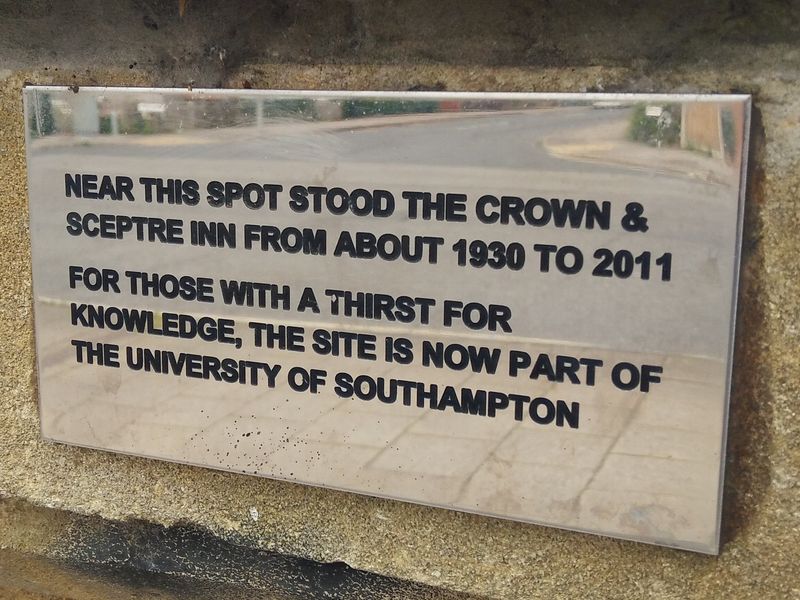 NEAR THIS SPOT STOOD THE CROWN &
SCEPTRE INN FROM ABOUT 1930 TO 2011
FOR THOSE WITH A THIRST FOR
KNOWLEDGE, THE SITE IS NOW PART OF
THE UNIVERSITY OF SOUTHAMPTON